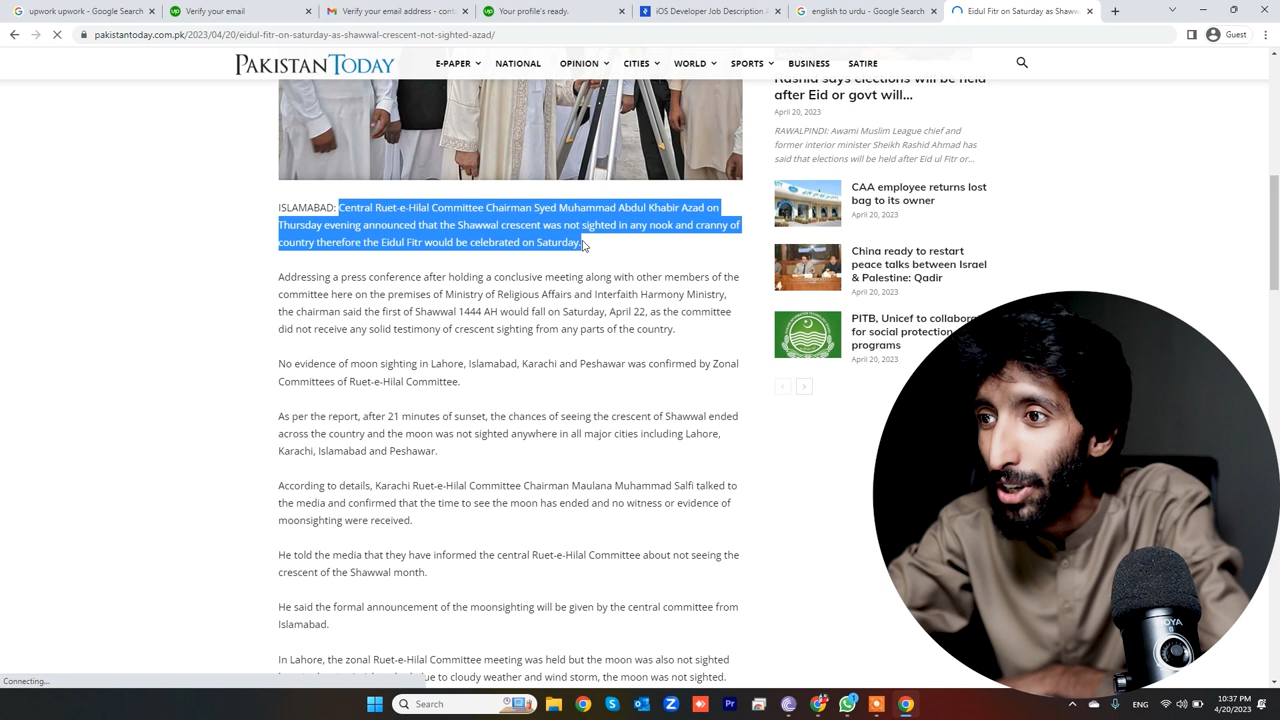 upwork upwork - Google Search
Verify your email
Verify your email address - cont
Your profile's ready.
iOS Developer Job Description A
english to urdu - Google Search
Eidul Fitr on Saturday as Shaww
pakistantoday.com.pk/2023/04/20/eidul-fitr-on-saturday-as-shawwal-crescent-not-sighted-azad/
Guest
PAKISTAN TODAY
E-PAPER
NATIONAL
OPINION
CITIES
WORLD
SPORTS
BUSINESS
SATIRE
Rashid says elections will be held
after Eid or govt will...
April 20, 2023
RAWALPINDI: Awami Muslim League chief and
former interior minister Sheikh Rashid Ahmad has
said that elections will be held after Eid ul Fitr or...
CAA employee returns lost
bag to its owner
April 20, 2023
China ready to restart
peace talks between Israel
& Palestine: Qadir
April 20, 2023
PITB, Unicef to collabora
for social protection
programs
April 20, 2023
ISLAMABAD: Central Ruet-e-Hilal Committee Chairman Syed Muhammad Abdul Khabir Azad on
Thursday evening announced that the Shawwal crescent was not sighted in any nook and cranny of
country therefore the Eidul Fitr would be celebrated on Saturday.
Addressing a press conference after holding a conclusive meeting along with other members of the
committee here on the premises of Ministry of Religious Affairs and Interfaith Harmony Ministry,
the chairman said the first of Shawwal 1444 AH would fall on Saturday, April 22, as the committee
did not receive any solid testimony of crescent sighting from any parts of the country.
No evidence of moon sighting in Lahore, Islamabad, Karachi and Peshawar was confirmed by Zonal
Committees of Ruet-e-Hilal Committee.
As per the report, after 21 minutes of sunset, the chances of seeing the crescent of Shawwal ended
across the country and the moon was not sighted anywhere in all major cities including Lahore,
Karachi, Islamabad and Peshawar.
According to details, Karachi Ruet-e-Hilal Committee Chairman Maulana Muhammad Salfi talked to
the media and confirmed that the time to see the moon has ended and no witness or evidence of
moonsighting were received.
He told the media that they have informed the central Ruet-e-Hilal Committee about not seeing the
crescent of the Shawwal month.
He said the formal announcement of the moonsighting will be given by the central committee from
Islamabad.
In Lahore, the zonal Ruet-e-Hilal Committee meeting was held but the moon was also not sighted
ue to cloudy weather and wind storm, the moon was not sighted.
Connecting...
BOYA
Search
ENG
10:37 PM
4/20/2023